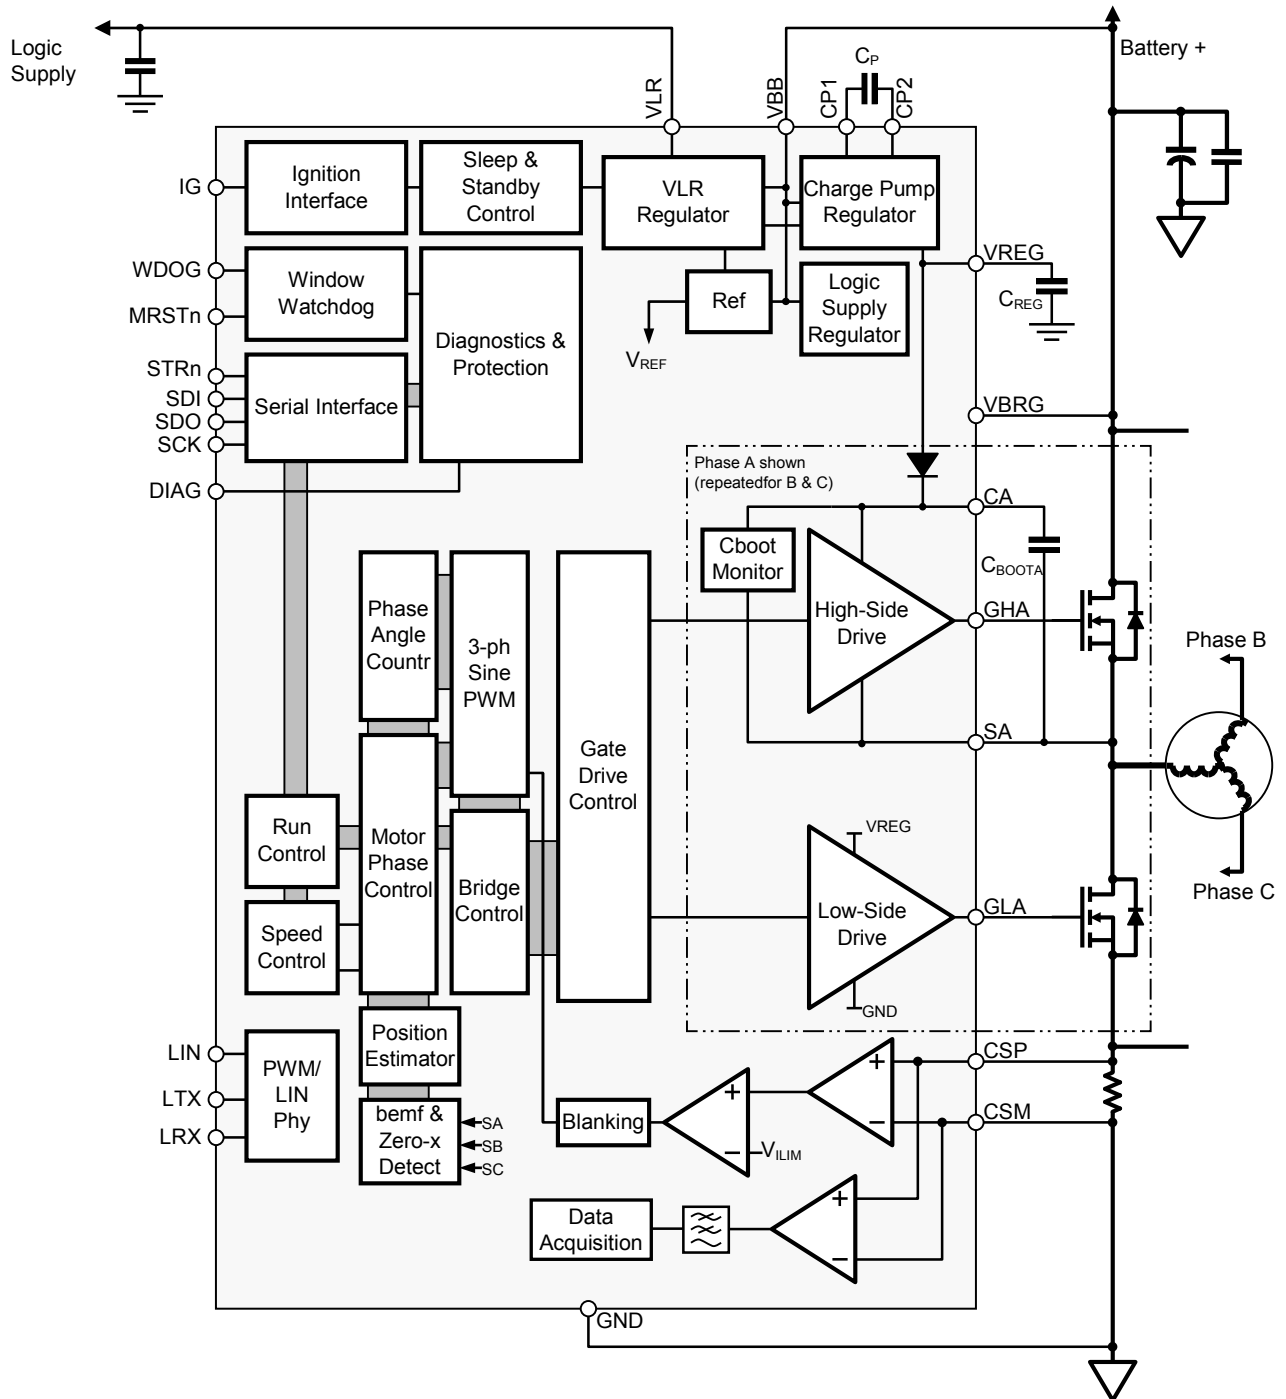 Logic
Supply
Battery +
VLR
VBB
CP1
CP
CP2
IG
Ignition
Interface
Sleep &
Standby
Control
VLR
Regulator
Charge Pump
Regulator
WDOG
MRSTn
Window
Watchdog
Diagnostics &
Protection
Ref
VREF
Logic
Supply
Regulator
VREG
CREG
STRn
SDI
SDO
SCK
Serial Interface
DIAG
VBRG
Phase A shown
(repeatedfor B & C)
CA
Cboot
Monitor
CBOOTA
High-Side
Drive
GHA
SA
Phase B
Phase C
Phase
Angle
Countr
3-ph
Sine
PWM
Gate
Drive
Control
Run
Control
Motor
Phase
Control
Bridge
Control
Speed
Control
VREG
Low-Side
Drive
GLA
GND
Position
Estimator
LIN
LTX
LRX
PWM/
LIN
Phy
bemf &
Zero-x
Detect
SA
SB
SC
Blanking
+
−
VILIM
+
−
CSP
CSM
Data
Acquisition
+
−
GND